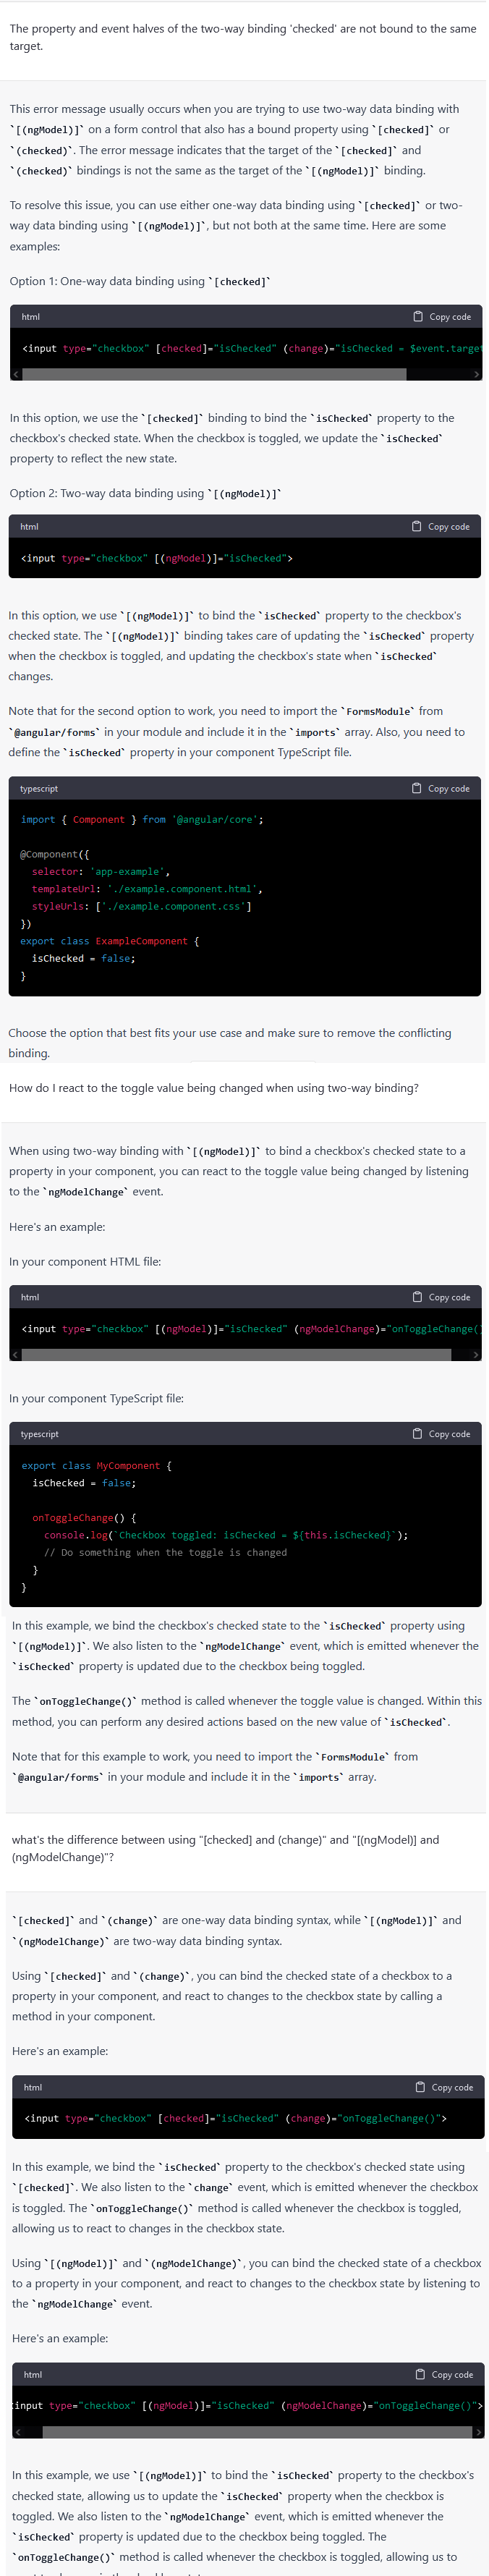 The property and event halves of the two-way binding 'checked' are not bound to the same
target.
This error message usually occurs when you are trying to use two-way data binding with
`[(ngModel)]` on a form control that also has a bound property using `[checked]` or
`(checked)`. The error message indicates that the target of the `[checked]` and
`(checked)` bindings is not the same as the target of the `[(ngModel)]` binding.
To resolve this issue, you can use either one-way data binding using `[checked]` or two-
way data binding using `[(ngModel)]`, but not both at the same time. Here are some
examples:
Option 1: One-way data binding using `[checked]`
html
Copy code
<input type="checkbox" [checked]="isChecked" (change)="isChecked = $event.target
In this option, we use the `[checked]` binding to bind the `isChecked` property to the
checkbox's checked state. When the checkbox is toggled, we update the `isChecked`
property to reflect the new state.
Option 2: Two-way data binding using `[(ngModel)]`
html
Copy code
<input type="checkbox" [(ngModel)]="isChecked">
In this option, we use `[(ngModel)]` to bind the `isChecked` property to the checkbox's
checked state. The `[(ngModel)]` binding takes care of updating the `isChecked` property
when the checkbox is toggled, and updating the checkbox's state when `isChecked`
changes.
Note that for the second option to work, you need to import the `FormsModule` from
`@angular/forms` in your module and include it in the `imports` array. Also, you need to
define the `isChecked` property in your component TypeScript file.
typescript
Copy code
import { Component } from '@angular/core';
@Component({
selector: 'app-example',
templateUrl: './example.component.html',
styleUrls: ['./example.component.css']
})
export class ExampleComponent {
isChecked = false;
}
Choose the option that best fits your use case and make sure to remove the conflicting
binding.
How do I react to the toggle value being changed when using two-way binding?
When using two-way binding with `[(ngModel)]` to bind a checkbox's checked state to a
property in your component, you can react to the toggle value being changed by listening
to the `ngModelChange` event.
Here's an example:
In your component HTML file:
html
Copy code
<input type="checkbox" [(ngModel)]="isChecked" (ngModelChange)="onToggleChange()
In your component TypeScript file:
typescript
Copy code
export class MyComponent {
isChecked = false;
onToggleChange() {
console.log(`Checkbox toggled: isChecked = ${this.isChecked}`);
// Do something when the toggle is changed
}
}
In this example, we bind the checkbox's checked state to the `isChecked` property using
`[(ngModel)]`. We also listen to the `ngModelChange` event, which is emitted whenever the
`isChecked` property is updated due to the checkbox being toggled.
The `onToggleChange()` method is called whenever the toggle value is changed. Within this
method, you can perform any desired actions based on the new value of `isChecked`.
Note that for this example to work, you need to import the `FormsModule` from
`@angular/forms` in your module and include it in the `imports` array.
what's the difference between using "[checked] and (change)" and "[(ngModel)] and
(ngModelChange)"?
`[checked]` and `(change)` are one-way data binding syntax, while `[(ngModel)]` and
`(ngModelChange)` are two-way data binding syntax.
Using `[checked]` and `(change)`, you can bind the checked state of a checkbox to a
property in your component, and react to changes to the checkbox state by calling a
method in your component.
Here's an example:
html
Copy code
<input type="checkbox" [checked]="isChecked" (change)="onToggleChange()">
In this example, we bind the `isChecked` property to the checkbox's checked state using
`[checked]`. We also listen to the `change` event, which is emitted whenever the checkbox
is toggled. The `onToggleChange()` method is called whenever the checkbox is toggled,
allowing us to react to changes in the checkbox state.
Using `[(ngModel)]` and `(ngModelChange)`, you can bind the checked state of a checkbox
to a property in your component, and react to changes to the checkbox state by listening to
the `ngModelChange` event.
Here's an example:
html
Copy code
input type="checkbox" [(ngModel)]="isChecked" (ngModelChange)="onToggleChange()">
In this example, we use `[(ngModel)]` to bind the `isChecked` property to the checkbox's
checked state, allowing us to update the `isChecked` property when the checkbox is
toggled. We also listen to the `ngModelChange` event, which is emitted whenever the
`isChecked` property is updated due to the checkbox being toggled. The
`onToggleChange()` method is called whenever the checkbox is toggled, allowing us to